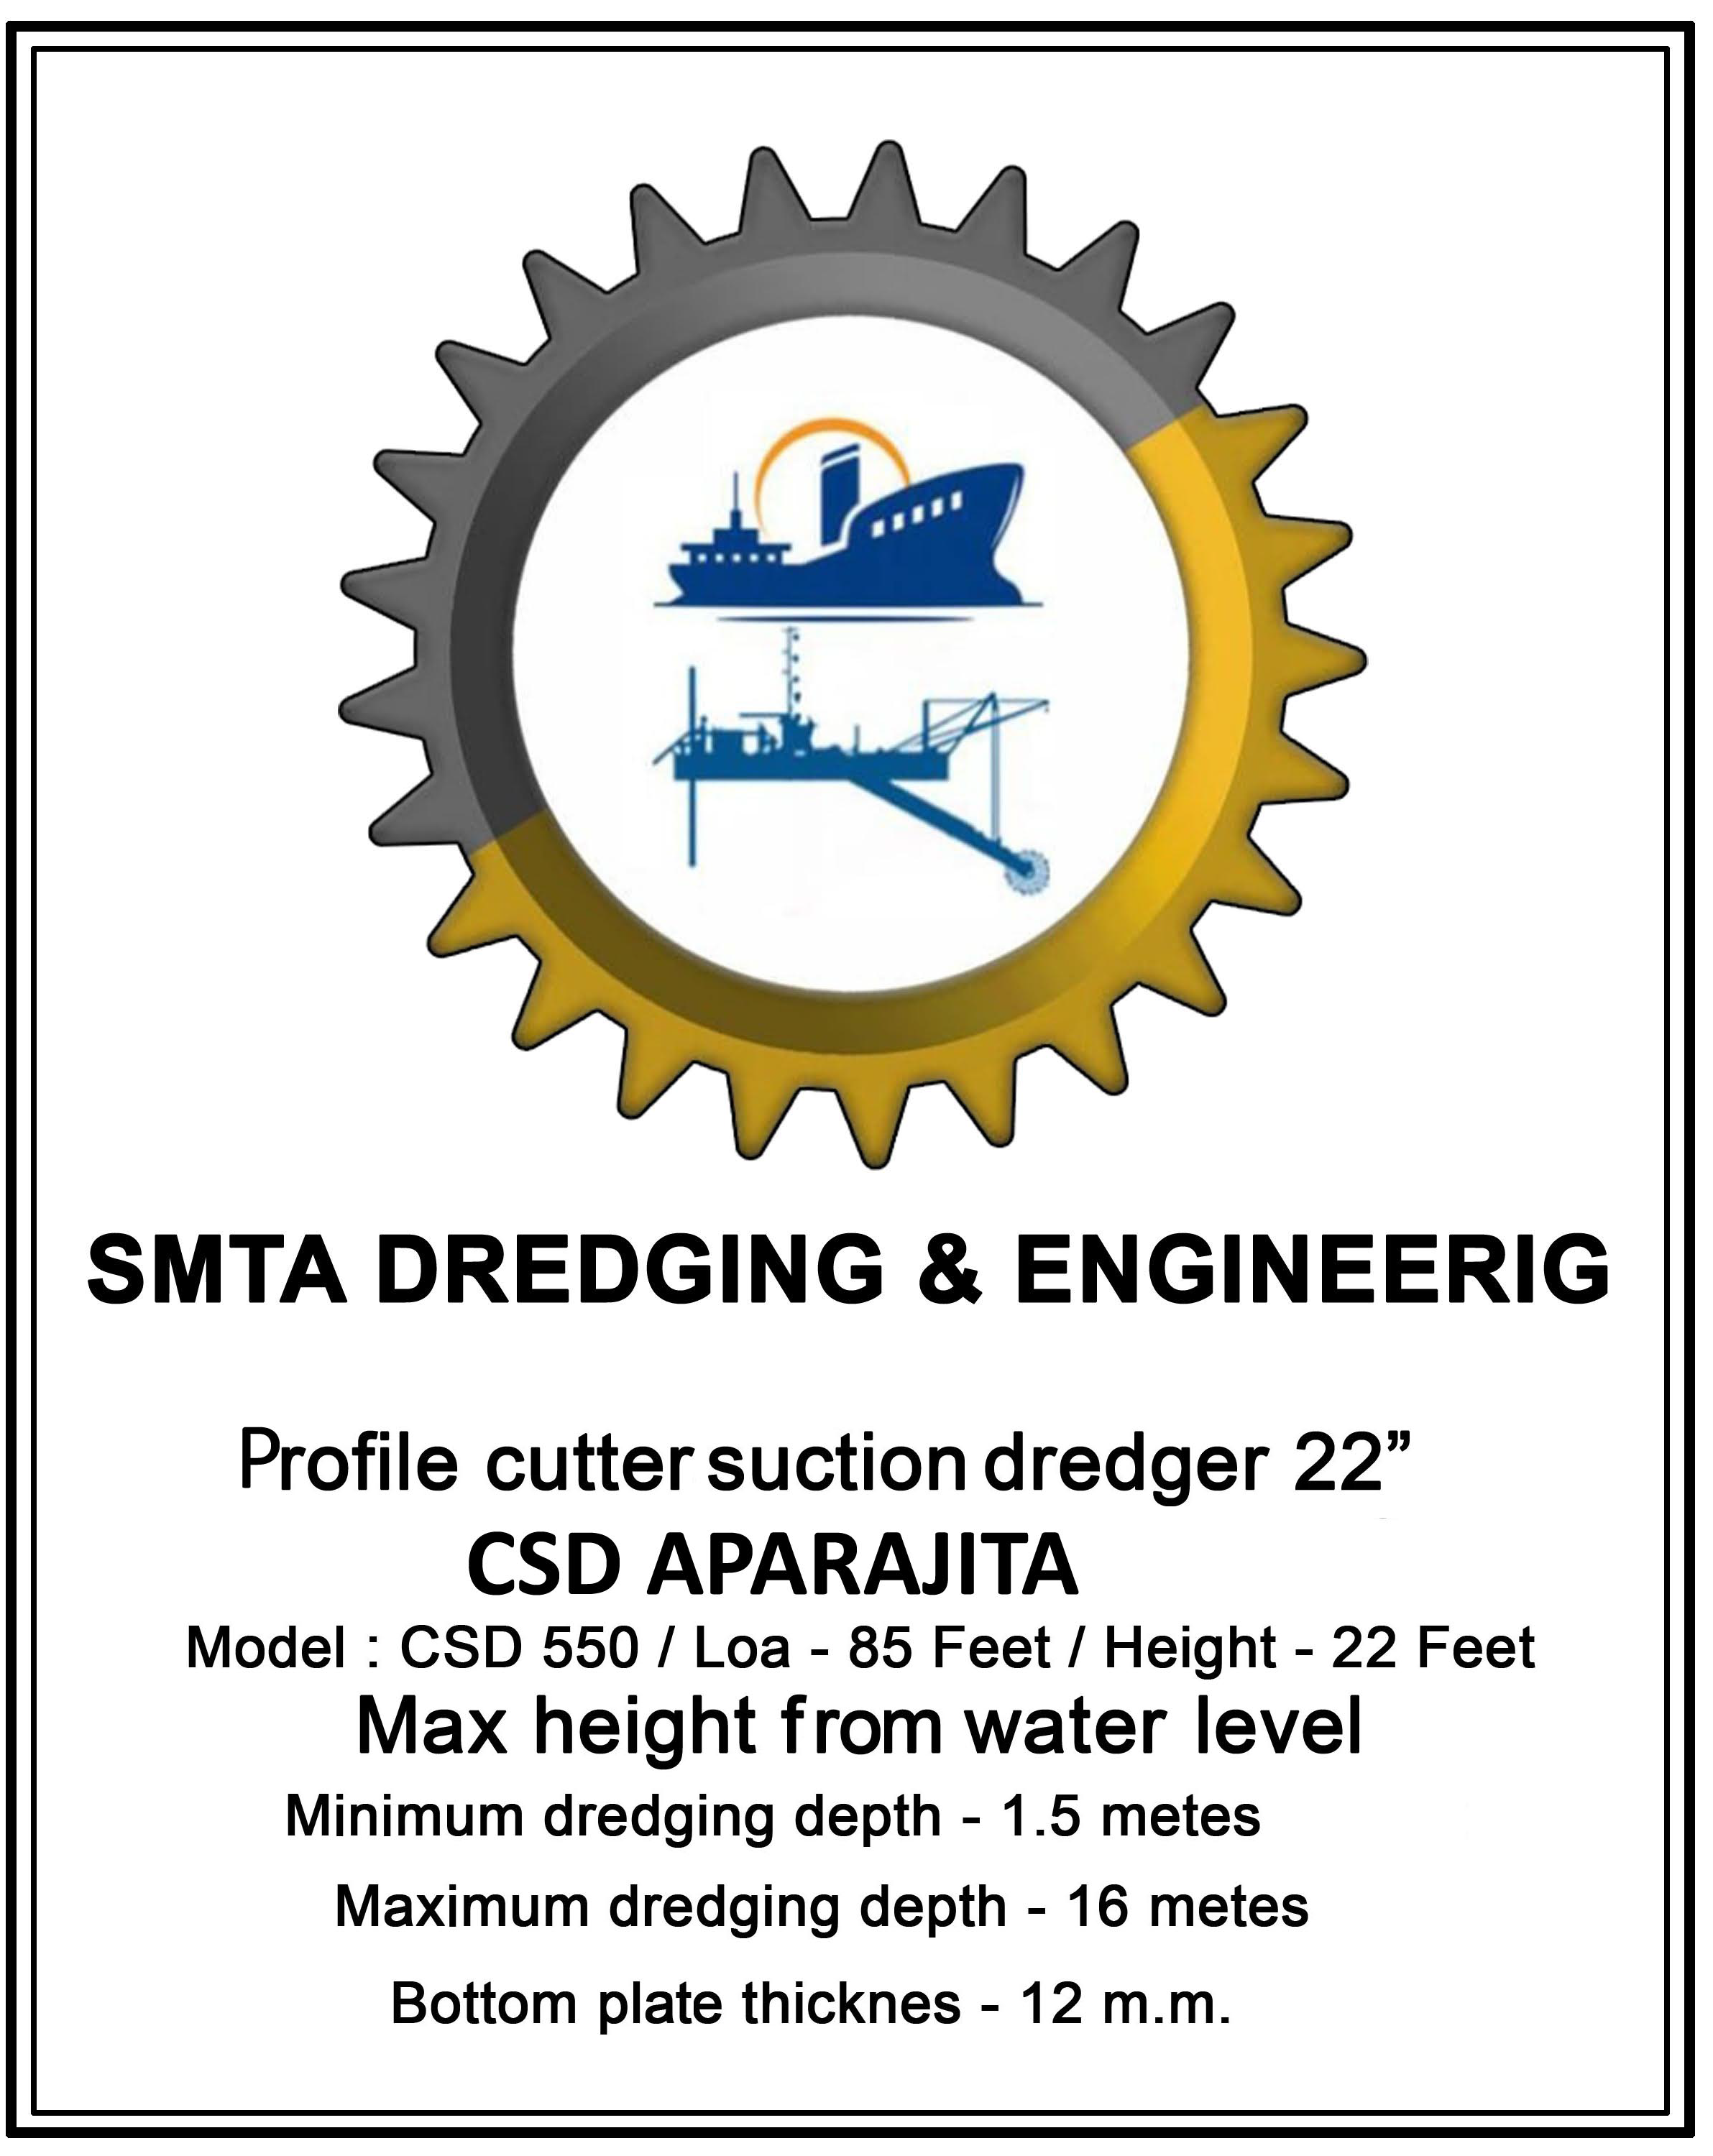 SMTA DREDGING & ENGINEERIG
Profile cutter suction dredger 22”
CSD APARAJITA
Model : CSD 550 / Loa - 85 Feet / Height - 22 Feet
Max height from water level
Minimum dredging depth - 1.5 metes
Maximum dredging depth - 16 metes
Bottom plate thicknes - 12 m.m.